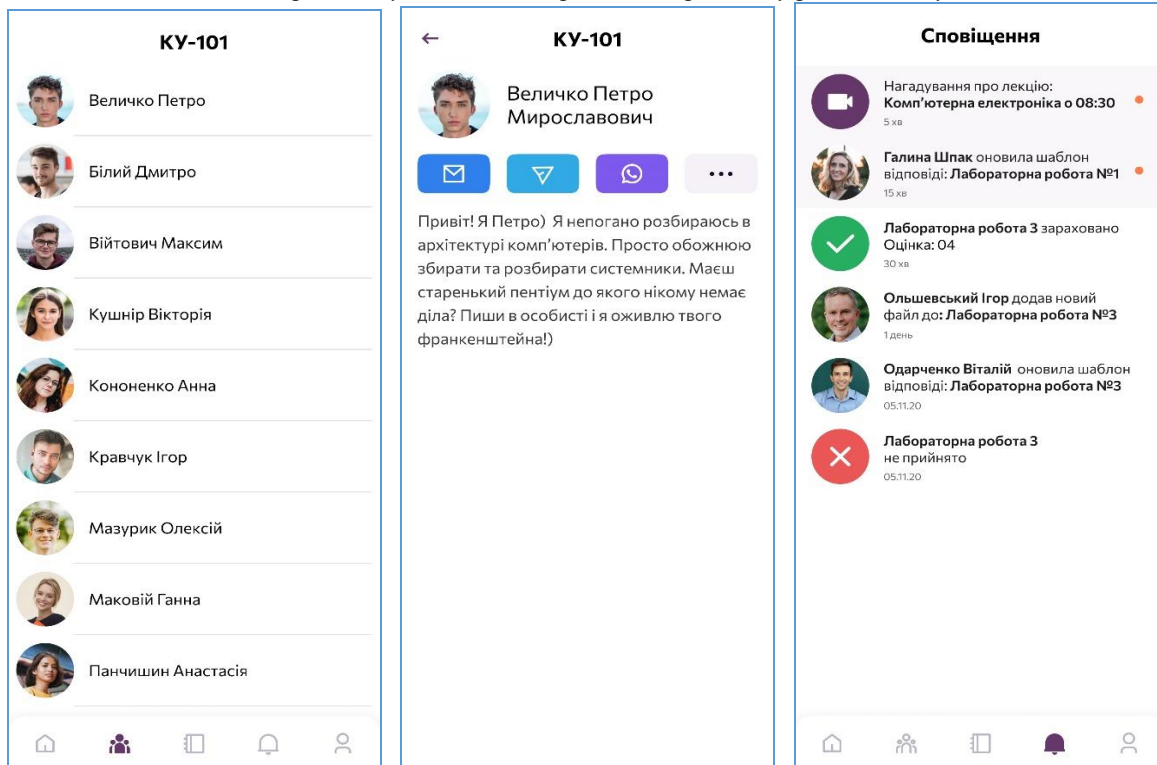 КУ-101
Величко Петро
Білий Дмитро
Війтович Максим
Кушнір Вікторія
Кононенко Анна
Кравчук Ігор
Мазурик Олексій
Маковій Ганна
Панчишин Анастасія
КУ-101
Величко Петро
Мирославович
Привіт! Я Петро) Я непогано розбираюсь в
архітектурі комп’ютерів. Просто обожнюю
збирати та розбирати системники. Маєш
старенький пентіум до якого нікому немає
діла? Пиши в особисті і я оживлю твого
франкенштейна!)
Сповіщення
Нагадування про лекцію:
Комп’ютерна електроніка о 08:30
5 хв
Галина Шпак оновила шаблон
відповіді: Лабораторна робота №1
15 хв
Лабораторна робота 3 зараховано
Оцінка: 04
30 хв
Ольшевський Ігор додав новий
файл до: Лабораторна робота №3
1 день
Одарченко Віталій оновила шаблон
відповіді: Лабораторна робота №3
05.11.20
Лабораторна робота 3
не прийнято
05.11.20